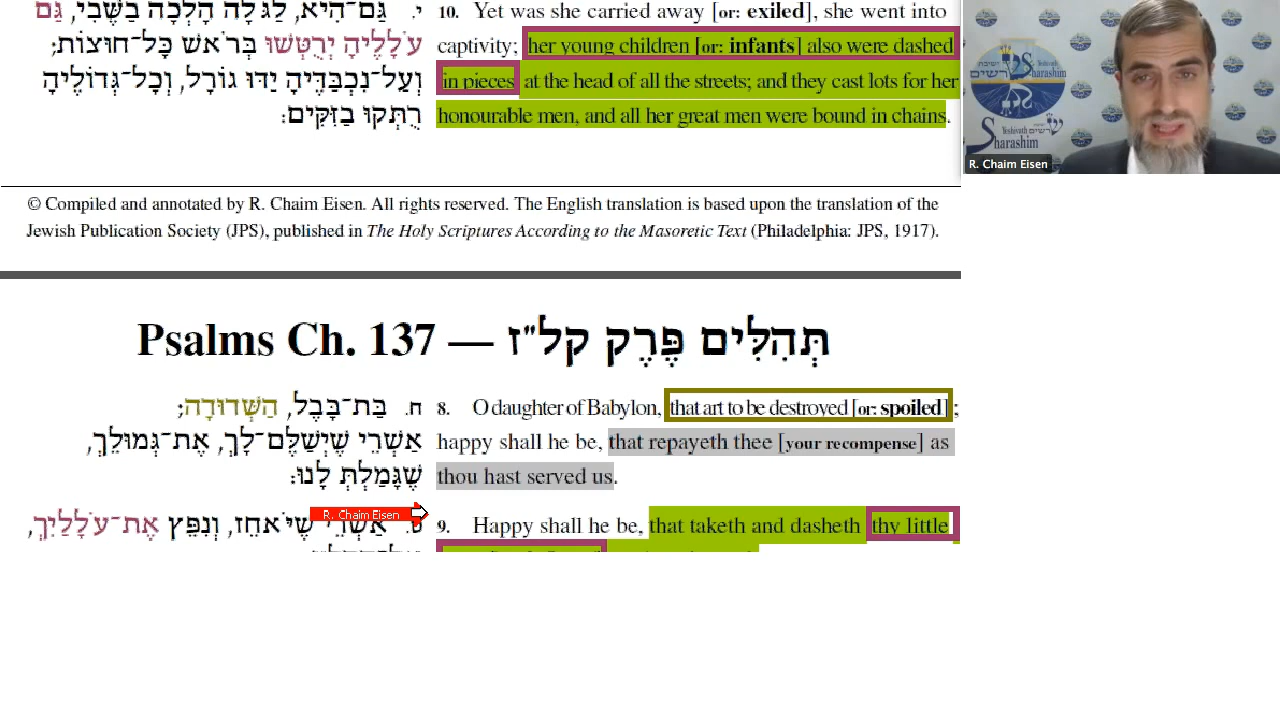 י. גַּם־הִיא, לַגֹּלָה הָלְכָה בַשֶּׁבִי, גַּם
עֹלָלֶיהָ יְרֻטְּשׁוּ בְּרֹאשׁ כָּל־חוּצוֹת;
וְעַל־נִכְבַּדֶּיהָ יַדּוּ גוֹרָל, וְכָל־גְּדוֹלֶיהָ
רֻתְּקוּ בַזִּקִּים:
10. Yet was she carried away [or: exiled], she went into
captivity; her young children [or: infants] also were dashed
in pieces at the head of all the streets; and they cast lots for her
honourable men, and all her great men were bound in chains.
© Compiled and annotated by R. Chaim Eisen. All rights reserved. The English translation is based upon the translation of the
Jewish Publication Society (JPS), published in The Holy Scriptures According to the Masoretic Text (Philadelphia: JPS, 1917).
Psalms Ch. 137 — תְּהִלִּים פֶּרֶק קל"ז
ח. בַּת־בָּבֶל, הַשְּׁדוּדָה;
אַשְׁרֵי שֶׁיְשַׁלֶּם־לָךְ, אֶת־גְּמוּלֵךְ,
שֶׁגָּמַלְתְּ לָנוּ:
8. O daughter of Babylon, that art to be destroyed [or: spoiled];
happy shall he be, that repayeth thee [your recompense] as
thou hast served us.
ט. אַשְׁרֵי שֶׁיֹּאחֵז, וְנִפֵּץ אֶת־עֹלָלַיִךְ,
R. Chaim Eisen
9. Happy shall he be, that taketh and dasheth thy little
ישיבת
שרשים
Sharashim
Yeshivath שרשים
Sharashim
R. Chaim Eisen